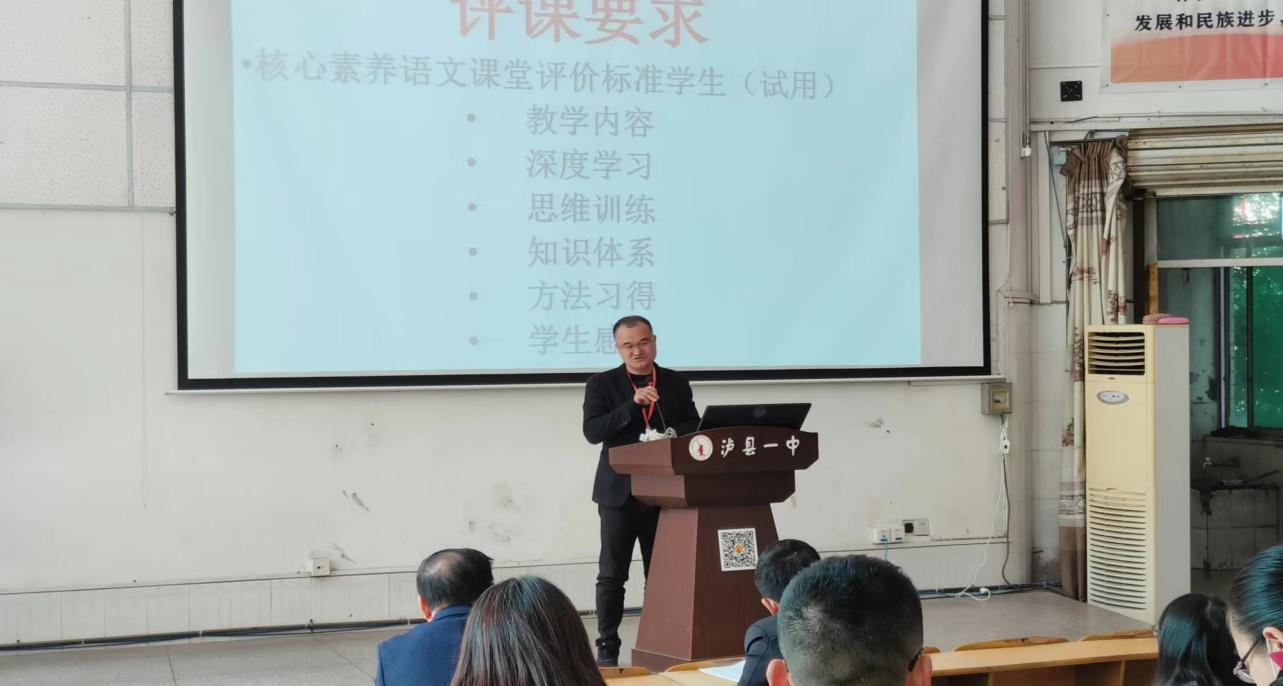 评课要求
•核心素养语文课堂评价标准学生（试用）
• 教学内容
• 深度学习
• 思维训练
• 知识体系
• 方法习得
• 学生感
发展和民族进步，
泸县一中